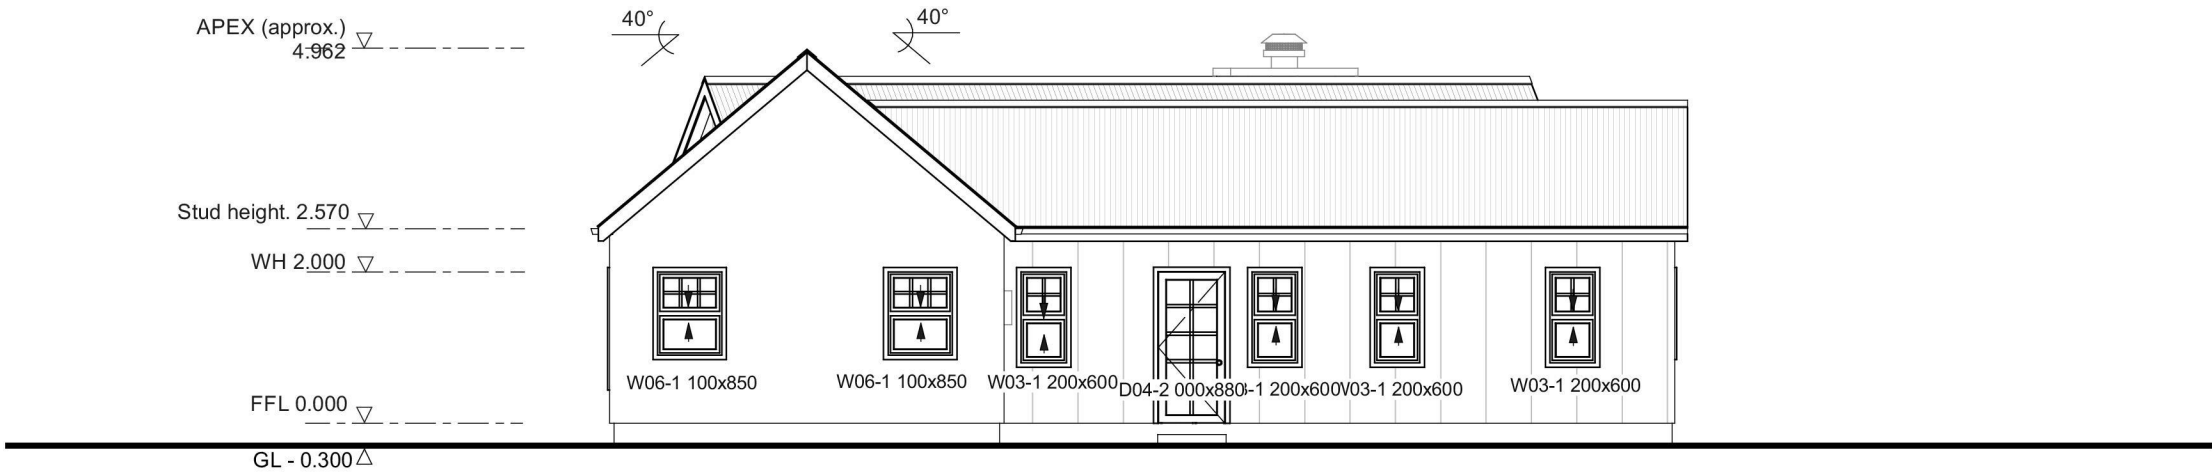 40°
40°
APEX (approx.)
4.962
Stud height. 2.570
WH 2.000
W06-1 100x850
W06-1 100x850
W03-1 200x600
D04-2 000x880
-1 200x600
W03-1 200x600
W03-1 200x600
FFL 0.000
GL - 0.300